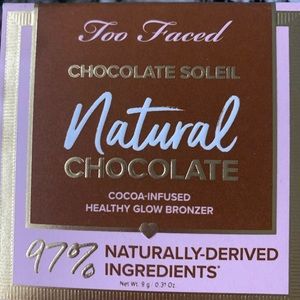 Too Faced
CHOCOLATE SOLEIL
Natural
CHOCOLATE
COCOA-INFUSED
HEALTHY GLOW BRONZER
97% NATURALLY-DERIVED
INGREDIENTS*
Net Wt. 9 g · 0.31 Oz.